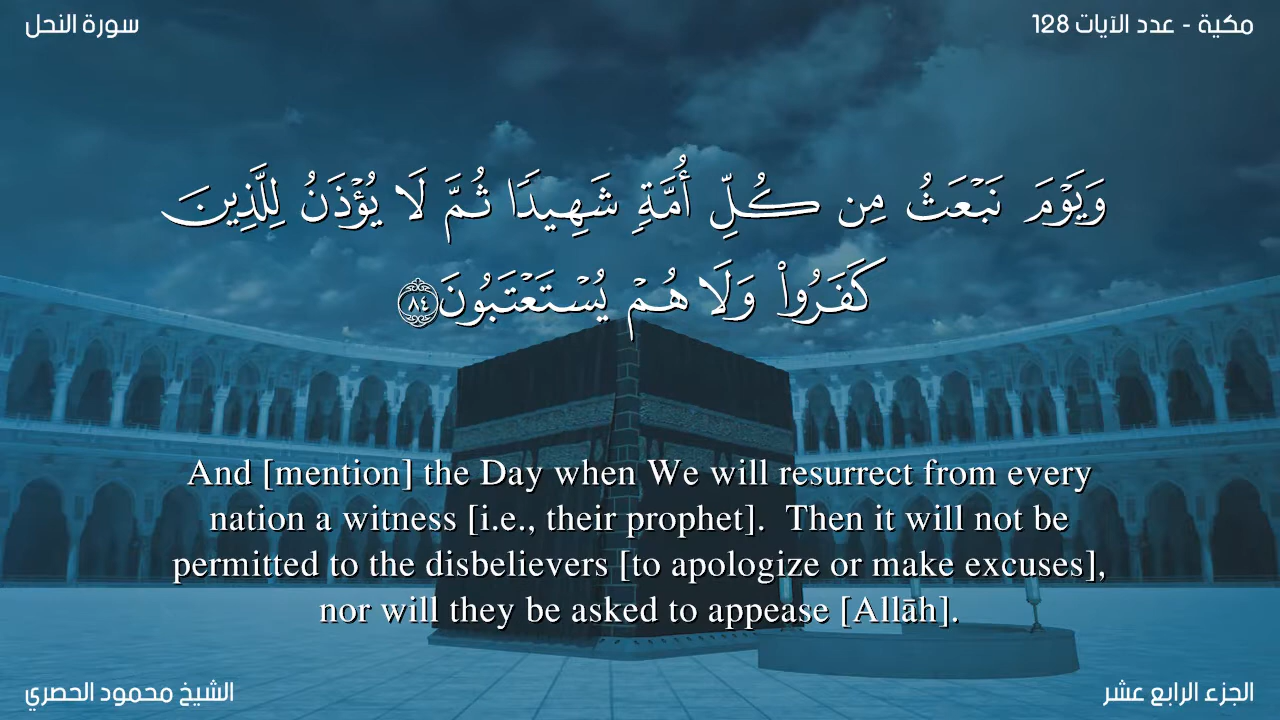 سورة النحل
مكية - عدد الآيات 128
وَيَوْمَ نَبْعَثُ مِن كُلِّ أُمَّةٍ شَهِيدًا ثُمَّ لَا يُؤْذَنُ لِلَّذِينَ
كَفَرُوا۟ وَلَا هُمْ يُسْتَعْتَبُونَ ٨٤
And [mention] the Day when We will resurrect from every
nation a witness [i.e., their prophet].  Then it will not be
permitted to the disbelievers [to apologize or make excuses],
nor will they be asked to appease [Allāh].
الشيخ محمود الحصري
الجزء الرابع عشر